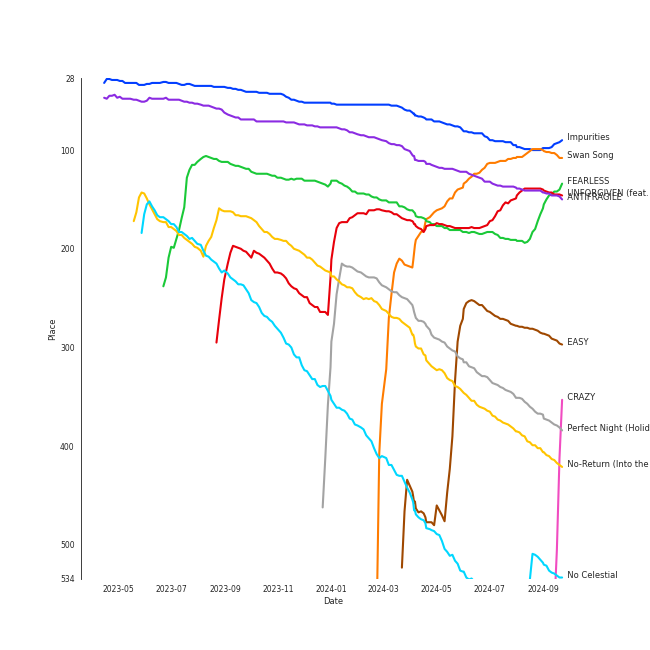 28
100
200
300
400
500
534
Place
2023-05
2023-07
2023-09
2023-11
2024-01
2024-03
2024-05
2024-07
2024-09
Date
Impurities
Swan Song
FEARLESS
UNFORGIVEN (feat.
ANTIFRAGILE
EASY
CRAZY
Perfect Night (Holid
No-Return (Into the
No Celestial